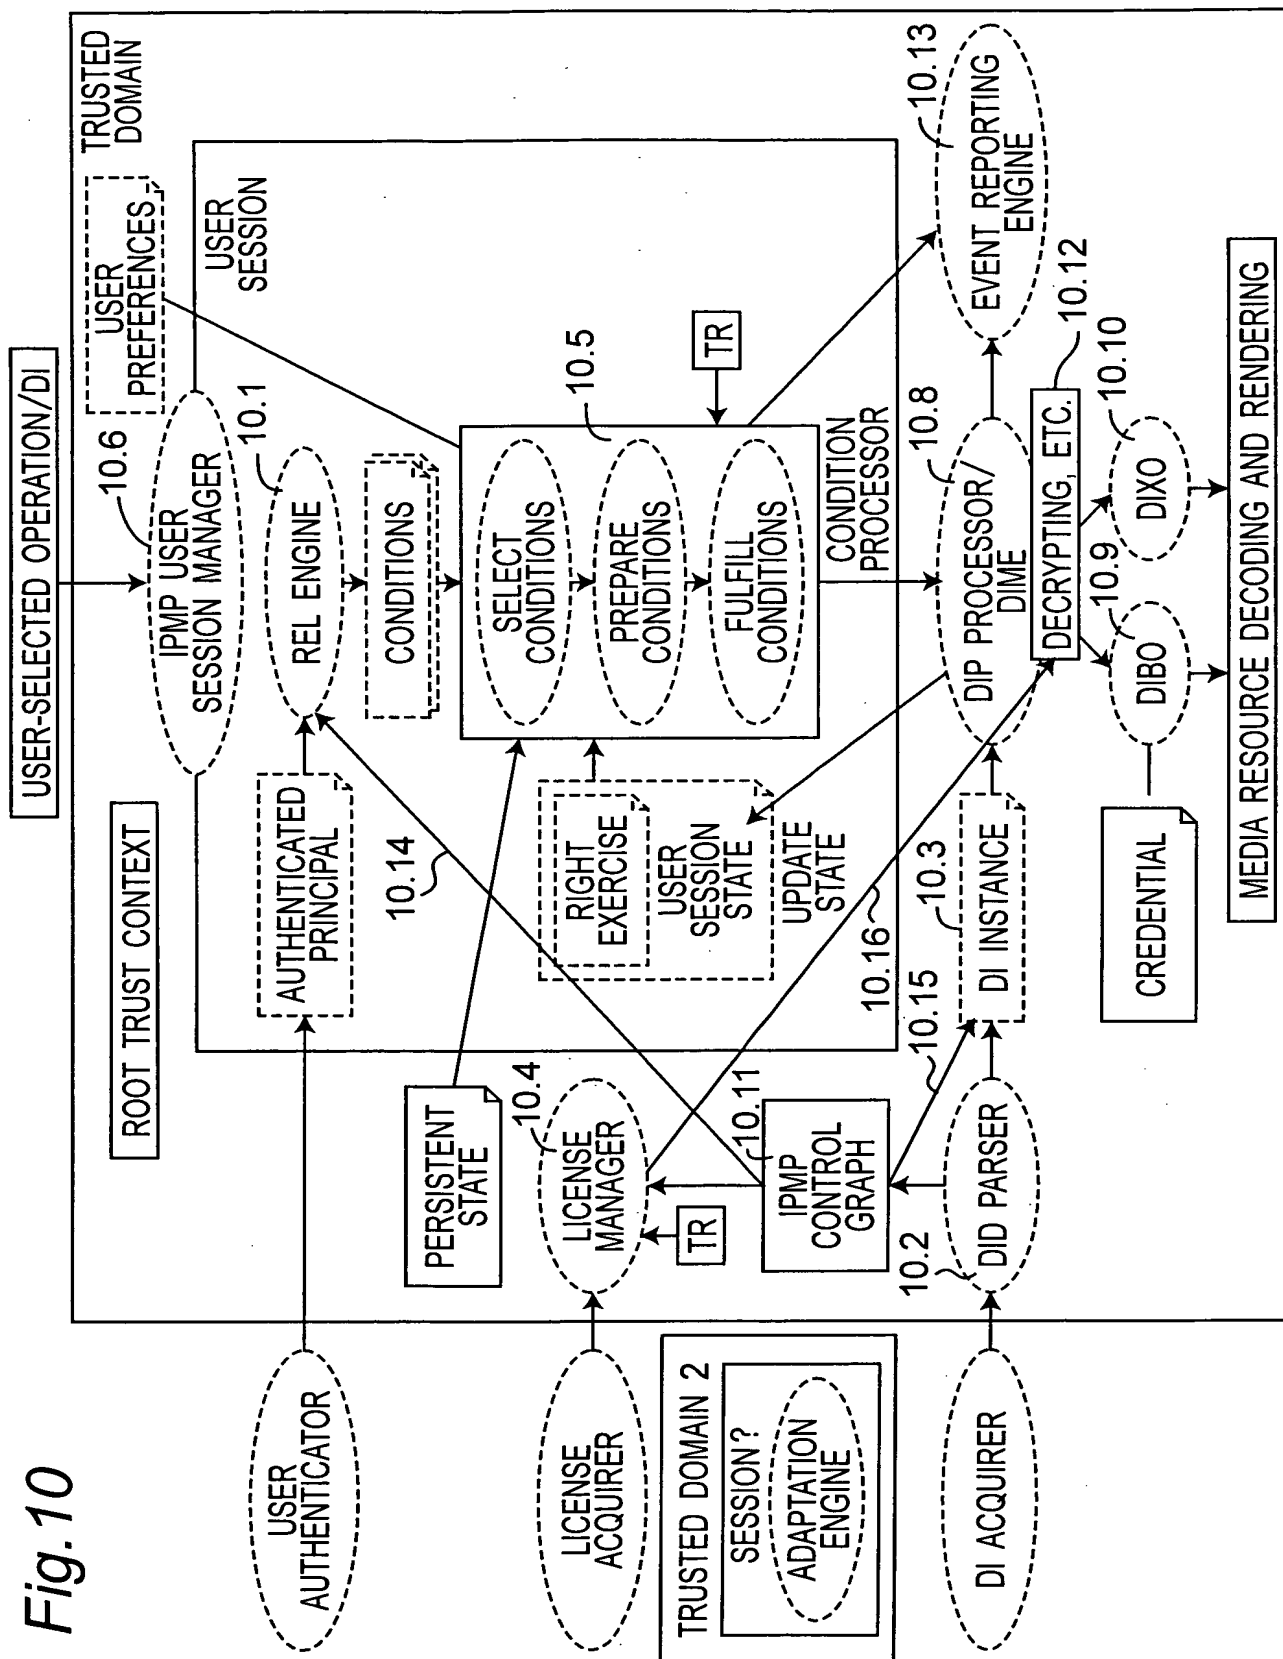 Fig.10
USER-SELECTED OPERATION/DI
TRUSTED
DOMAIN
ROOT TRUST CONTEXT
10.6
IPMP USER
SESSION MANAGER
USER
PREFERENCES
USER
SESSION
USER
AUTHENTICATOR
AUTHENTICATED
PRINCIPAL
REL ENGINE
10.1
10.14
CONDITIONS
PERSISTENT
STATE
SELECT
CONDITIONS
PREPARE
CONDITIONS
FULFILL
CONDITIONS
10.5
TR
CONDITION
PROCESSOR
LICENSE
ACQUIRER
LICENSE
MANAGER
10.4
TR
RIGHT
EXERCISE
USER
SESSION
STATE
UPDATE
STATE
TRUSTED DOMAIN 2
SESSION?
ADAPTATION
ENGINE
IPMP
CONTROL
GRAPH
10.11
10.16
10.15
DI ACQUIRER
DID PARSER
10.2
DI INSTANCE
10.3
DIP PROCESSOR/
DIME
10.8
EVENT REPORTING
ENGINE
10.13
DECRYPTING, ETC.
10.12
CREDENTIAL
DIBO
10.9
DIXO
10.10
MEDIA RESOURCE DECODING AND RENDERING